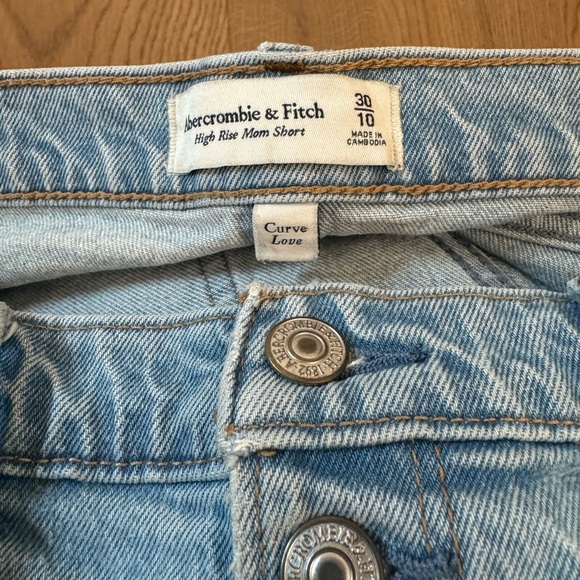 Abercrombie & Fitch
High Rise Mom Short
30
10
MADE IN
CAMBODIA
Curve
Love
ABERCROMBIE & FITCH · 1892 ·